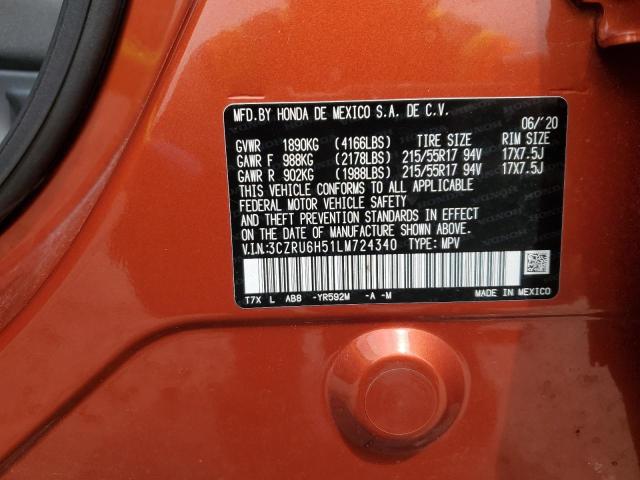 MFD.BY HONDA DE MEXICO S.A. DE C.V.
06/'20
GVWR 1890KG (4166LBS) TIRE SIZE RIM SIZE
GAWR F 988KG (2178LBS) 215/55R17 94V 17X7.5J
GAWR R 902KG (1988LBS) 215/55R17 94V 17X7.5J
THIS VEHICLE CONFORMS TO ALL APPLICABLE
FEDERAL MOTOR VEHICLE SAFETY
AND THEFT PREVENTION STANDARDS IN EFFECT
ON THE DATE OF MANUFACTURE SHOWN ABOVE.
V.I.N:3CZRU6H51LM724340 TYPE: MPV
T7X L AB8 -YR592M -A -M MADE IN MEXICO